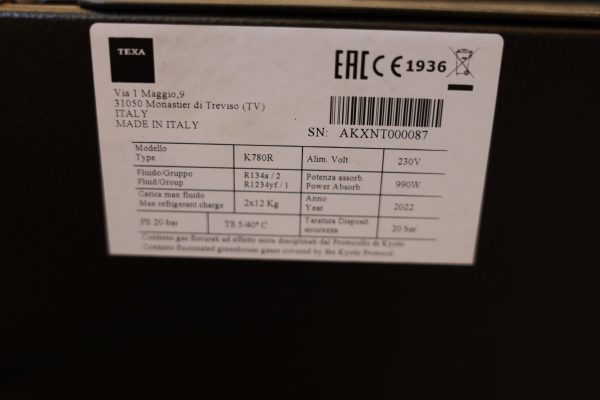 TEXA
EAC CE 1936
Via 1 Maggio,9
31050 Monastier di Treviso (TV)
ITALY
MADE IN ITALY
SN: AKXNT000087
Modello
Type
K780R
Alim. Volt
230V
Fluido/Gruppo
Fluid/Group
R134a / 2
R1234yf / 1
Potenza assorb.
Power Absorb.
990W
Carica max fluido
Max refrigerant charge
2x12 Kg
Anno
Year
2022
PS 20 bar
TS 5/40° C
Taratura Disposit.
sicurezza
20 bar
Contiene gas fluorurati ad effetto serra disciplinati dal Protocollo di Kyoto
Contains fluorinated greenhouse gases covered by the Kyoto Protocol